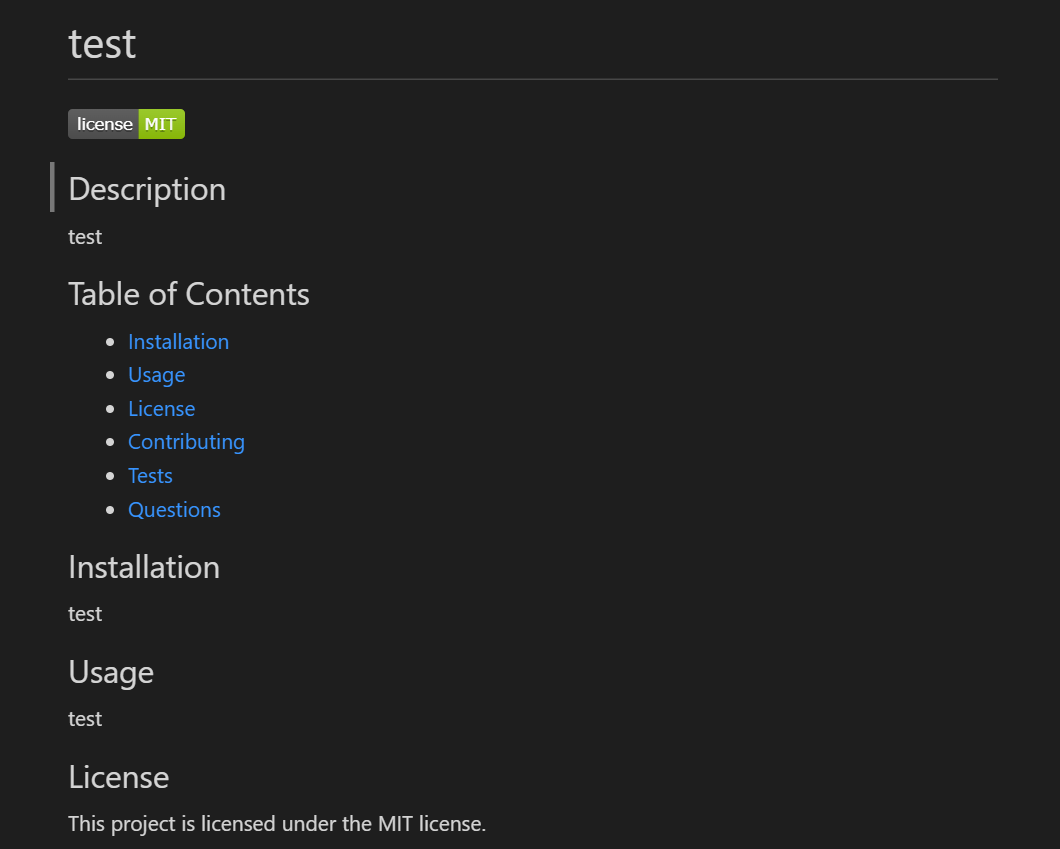 test
license MIT
Description
test
Table of Contents
Installation
Usage
License
Contributing
Tests
Questions
Installation
test
Usage
test
License
This project is licensed under the MIT license.